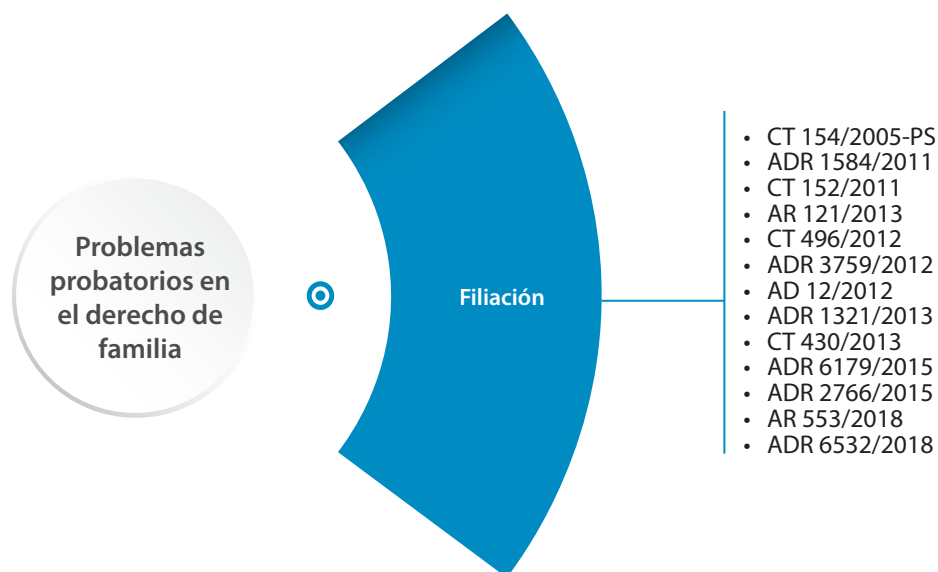 Problemas
probatorios en
el derecho de
familia
Filiación
• CT 154/2005-PS
• ADR 1584/2011
• CT 152/2011
• AR 121/2013
• CT 496/2012
• ADR 3759/2012
• AD 12/2012
• ADR 1321/2013
• CT 430/2013
• ADR 6179/2015
• ADR 2766/2015
• AR 553/2018
• ADR 6532/2018